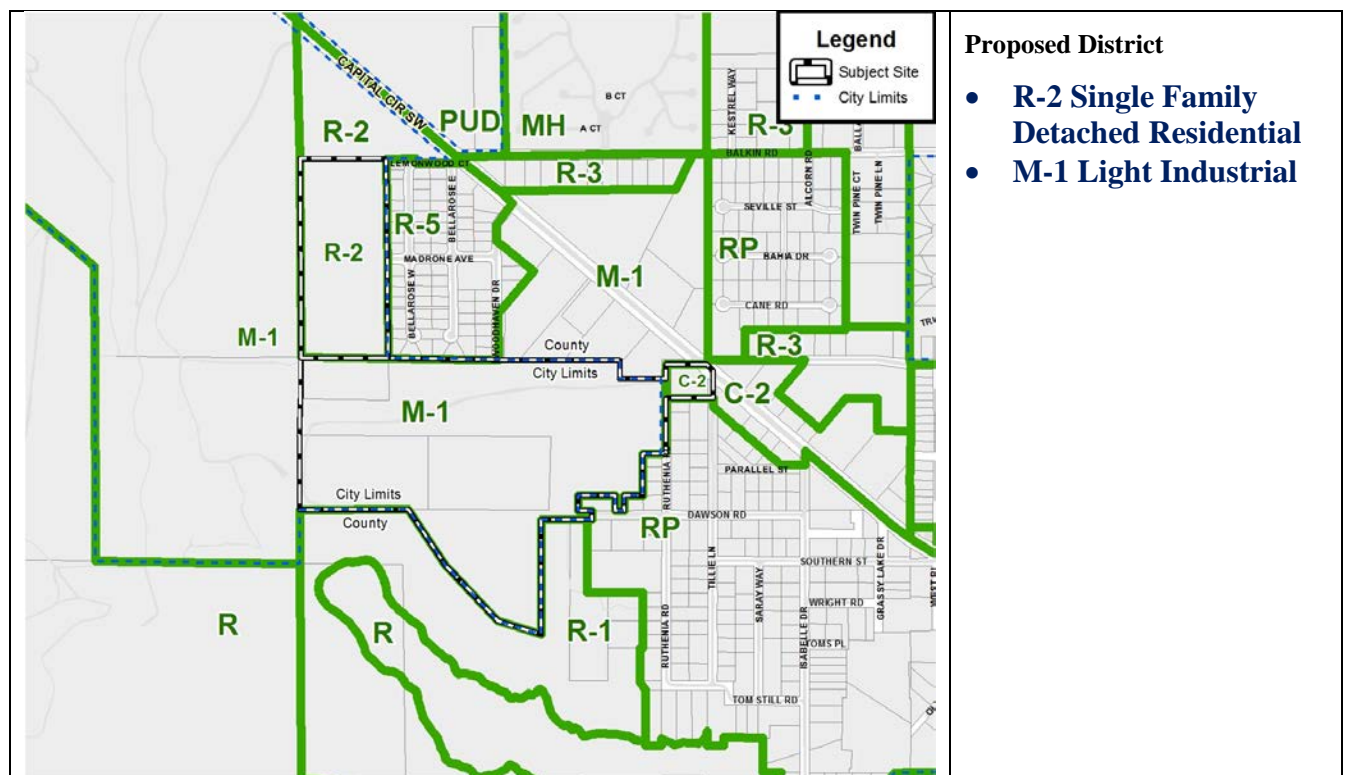 Legend
Subject Site
City Limits
CAPITAL CIR SW
R-2
PUD
MH
B CT
A CT
KESTREL WAY
R-3
BALKIN RD
LEMONWOOD CT
R-3
ALCORN RD
TWIN PINE CT
TWIN PINE LN
R-2
R-5
BELLAROSE E
SEVILLE ST
MADRONE AVE
RP
BAHIA DR
M-1
BELLAROSE W
WOODHAVEN DR
CANE RD
M-1
County
City Limits
R-3
C-2
C-2
M-1
PARALLEL ST
City Limits
County
RP
DAWSON RD
TILLIE LN
SOUTHERN ST
GRASSY LAKE DR
SARAY WAY
WRIGHT RD
R
R
R-1
RUTHENIA RD
ISABELLE DR
TOMS PL
TOM STILL RD
Proposed District
• R-2 Single Family
Detached Residential
• M-1 Light Industrial